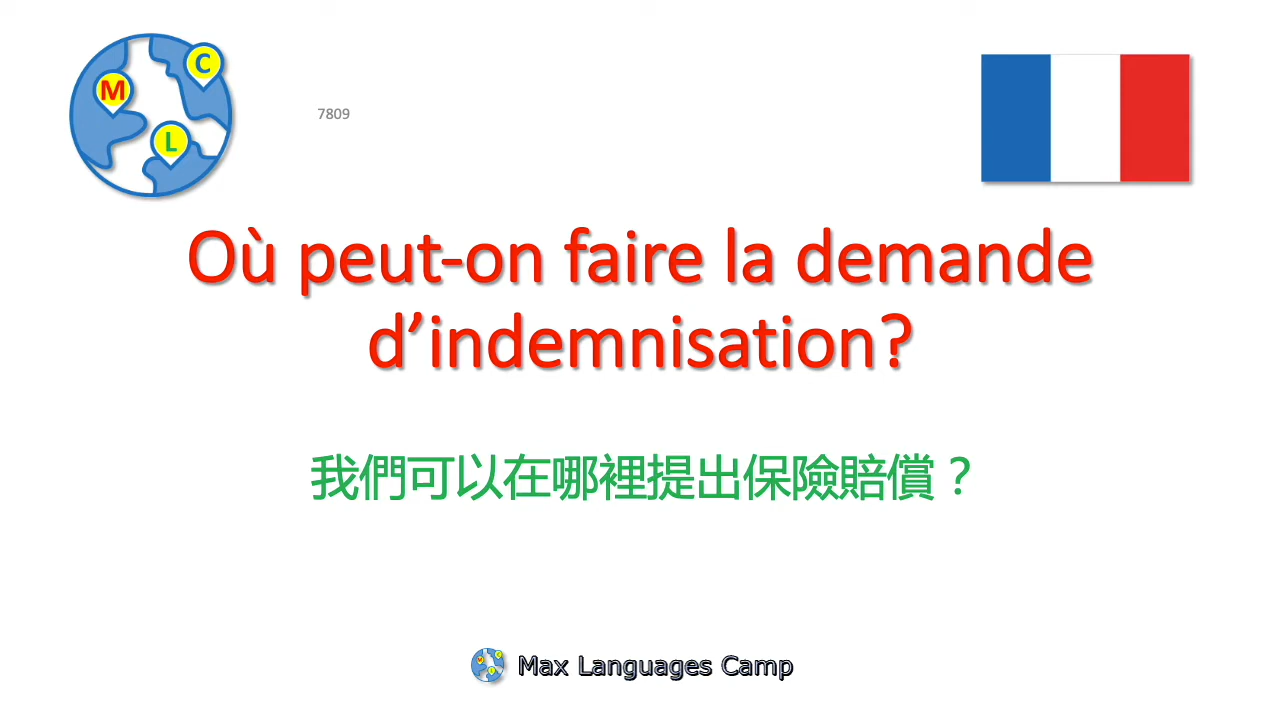 C
M
L
7809
Où peut-on faire la demande
d’indemnisation?
我們可以在哪裡提出保險賠償？
Max Languages Camp